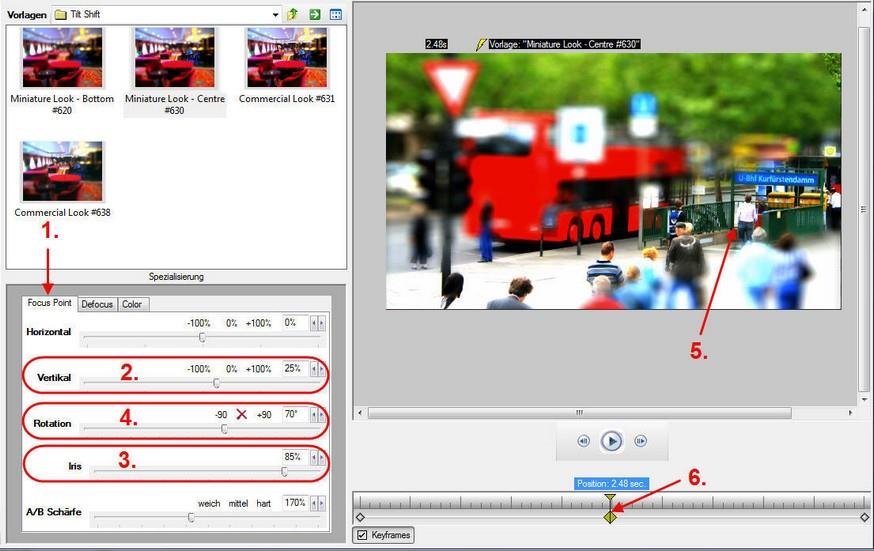 Vorlagen Tilt Shift
Miniature Look - Bottom #620
Miniature Look - Centre #630
Commercial Look #631
Commercial Look #638
1.
Spezialisierung
Focus Point Defocus Color
Horizontal -100% 0% +100% 0%
Vertikal 2. -100% 0% +100% 25%
Rotation 4. -90 +90 70°
Iris 3. 85%
A/B Schärfe weich mittel hart 170%
2.48s Vorlage: "Miniature Look - Centre #630"
U-Bhf Kurfürstendamm
5.
6.
Position: 2.48 sec.
Keyframes